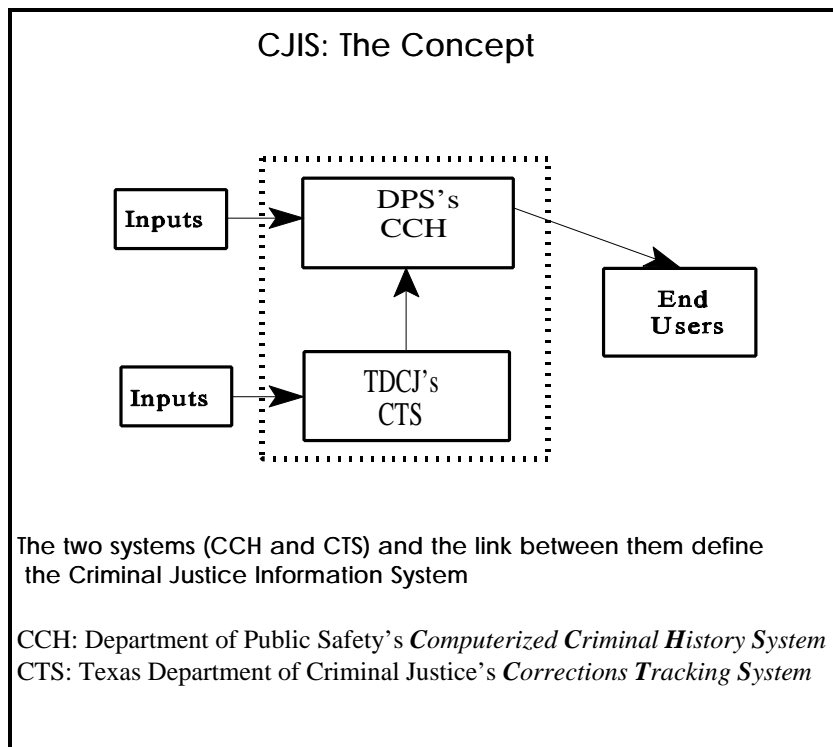 CJIS: The Concept
DPS's
CCH
Inputs
End
Users
TDCJ's
CTS
Inputs
The two systems (CCH and CTS) and the link between them define
the Criminal Justice Information System
CCH: Department of Public Safety's Computerized Criminal History System
CTS: Texas Department of Criminal Justice's Corrections Tracking System